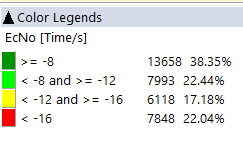 Color Legends
EcNo [Time/s]
>= -8 13658 38.35%
< -8 and >= -12 7993 22.44%
< -12 and >= -16 6118 17.18%
< -16 7848 22.04%